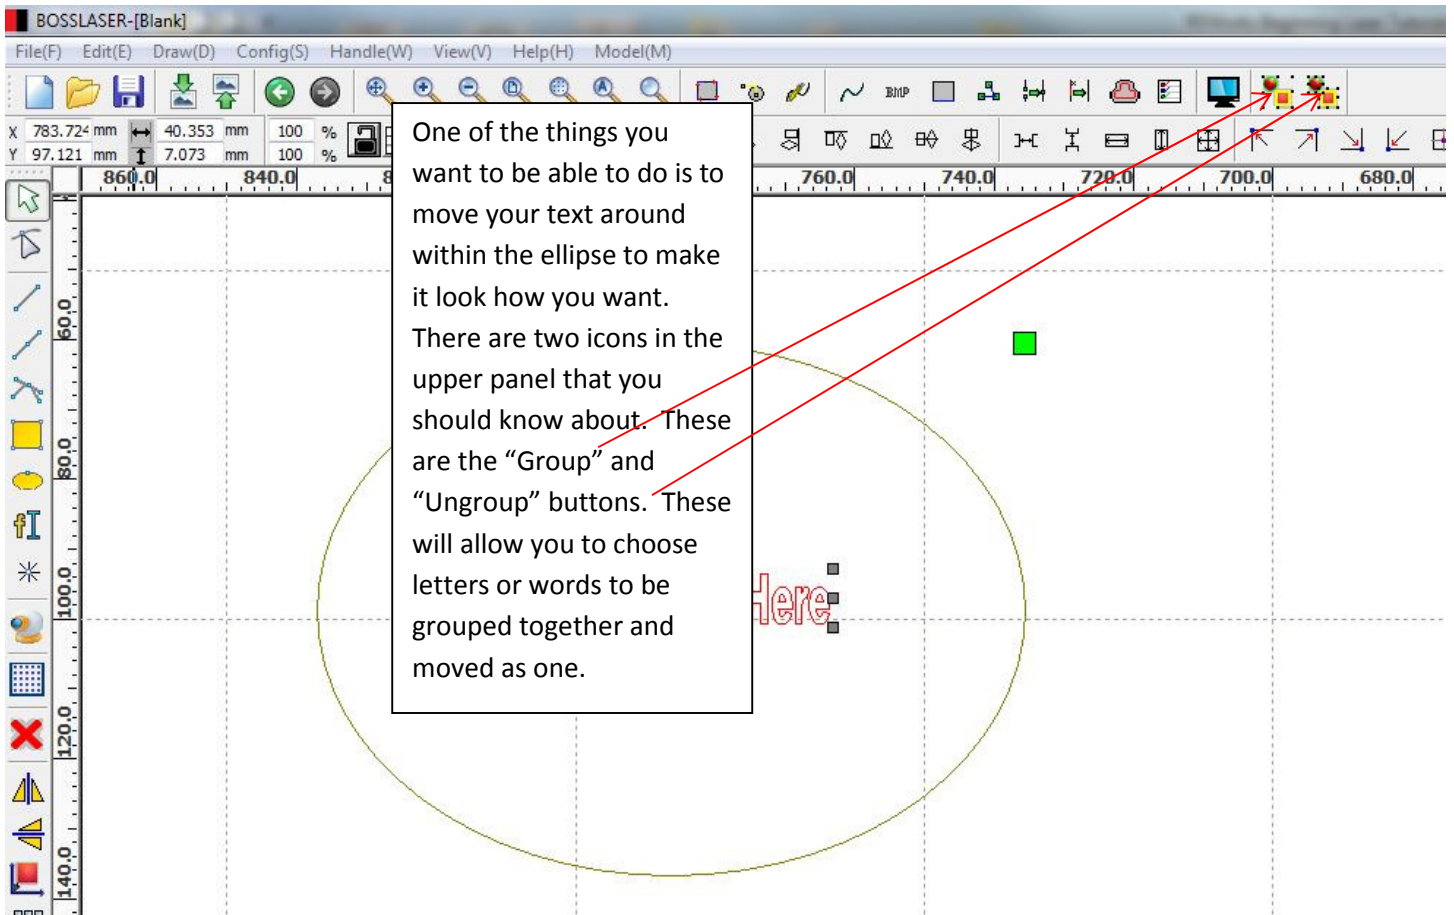 BOSSLASER-[Blank]
File(F) Edit(E) Draw(D) Config(S) Handle(W) View(V) Help(H) Model(M)
BMP
X 783.724 mm 40.353 mm 100 %
Y 97.121 mm 7.073 mm 100 %
860.0 840.0 8 760.0 740.0 720.0 700.0 680.0
60.0
80.0
100.0
120.0
140.0
One of the things you
want to be able to do is to
move your text around
within the ellipse to make
it look how you want.
There are two icons in the
upper panel that you
should know about. These
are the “Group” and
“Ungroup” buttons. These
will allow you to choose
letters or words to be
grouped together and
moved as one.
Here